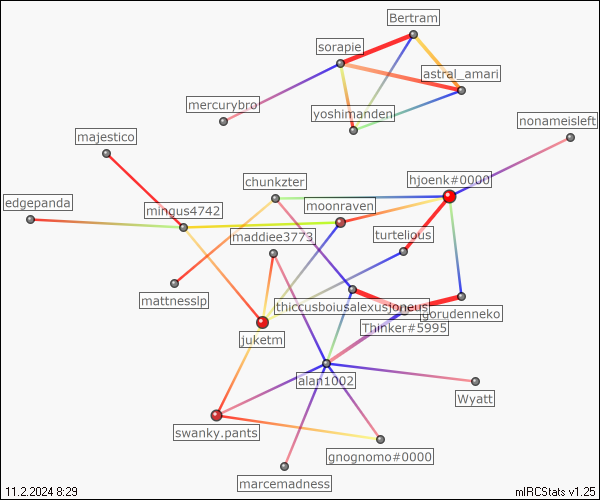 Bertram
sorapie
astral_amari
mercurybro
yoshimanden
nonameisleft
majestico
chunkzter
hjoenk#0000
edgepanda
moonraven
mingus4742
maddiee3773
turtelious
mattnesslp
thiccusboiusalexusjoneus
gorudenneko
Thinker#5995
juketm
alan1002
Wyatt
swanky.pants
gnognomo#0000
marcemadness
11.2.2024 8:29
mIRCStats v1.25